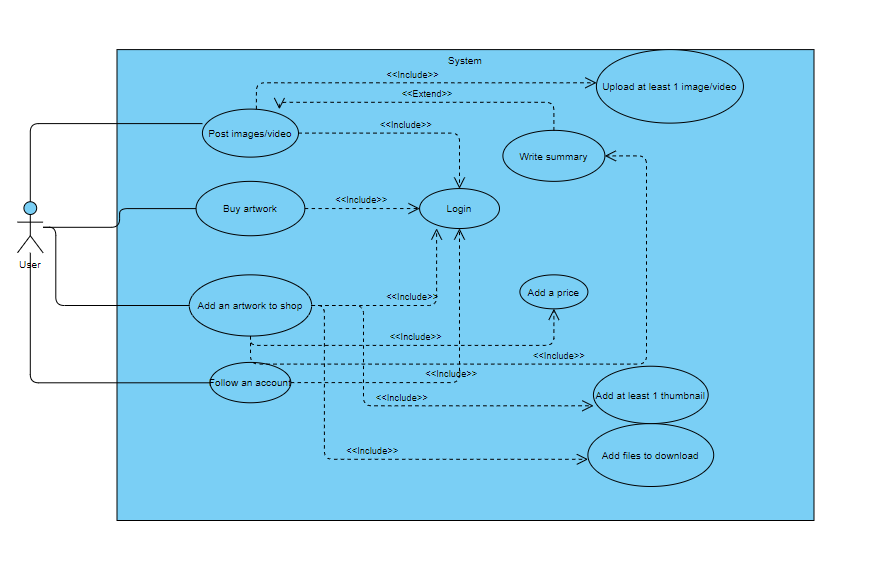 System
<<Include>>
Upload at least 1 image/video
<<Extend>>
<<Include>>
Post images/video
Write summary
<<Include>>
Buy artwork
Login
User
<<Include>>
Add a price
Add an artwork to shop
<<Include>>
<<Include>>
<<Include>>
Follow an account
<<Include>>
Add at least 1 thumbnail
<<Include>>
Add files to download